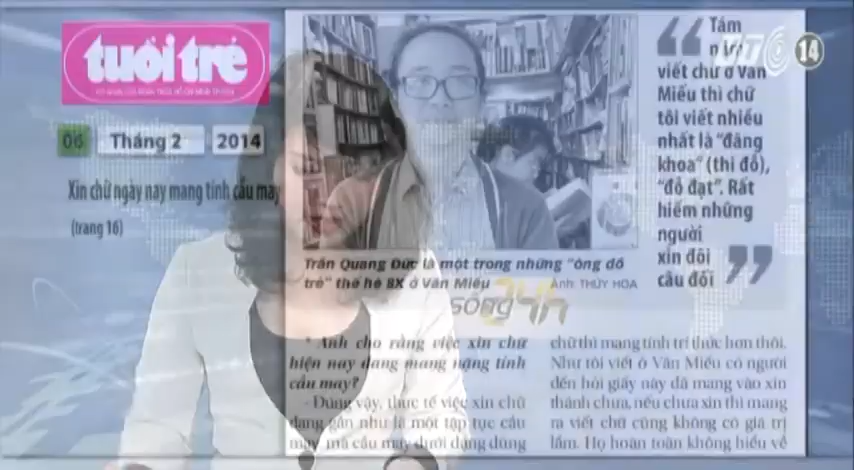 tuổi trẻ
VTC 14
06 Tháng 2 2014
Xin chữ ngày nay mang tính cầu may
(trang 16)
Tám
viết chữ ở Văn
Miếu thì chữ
tôi viết nhiều
nhất là “đăng
khoa” (thi đỗ),
“đỗ đạt”. Rất
hiếm những
người
xin đôi
câu đối
Trần Quang Đức là một trong những "ông đồ
trẻ" thế hệ 8X ở Văn Miếu Ảnh: THÚY HÒA
sống 24h
* Anh cho rằng việc xin chữ
hiện nay đang mang nặng tính
cầu may?
- Đúng vậy, thực tế việc xin chữ
đang gần như là một tập tục cầu
may, mà cầu may dưới dạng dùng
chữ thì mang tính trí thức hơn thôi.
Như tôi viết ở Văn Miếu có người
đến hỏi giấy này đã mang vào xin
thánh chưa, nếu chưa xin thì mang
ra viết chữ cũng không có giá trị
lắm. Họ hoàn toàn không hiểu về